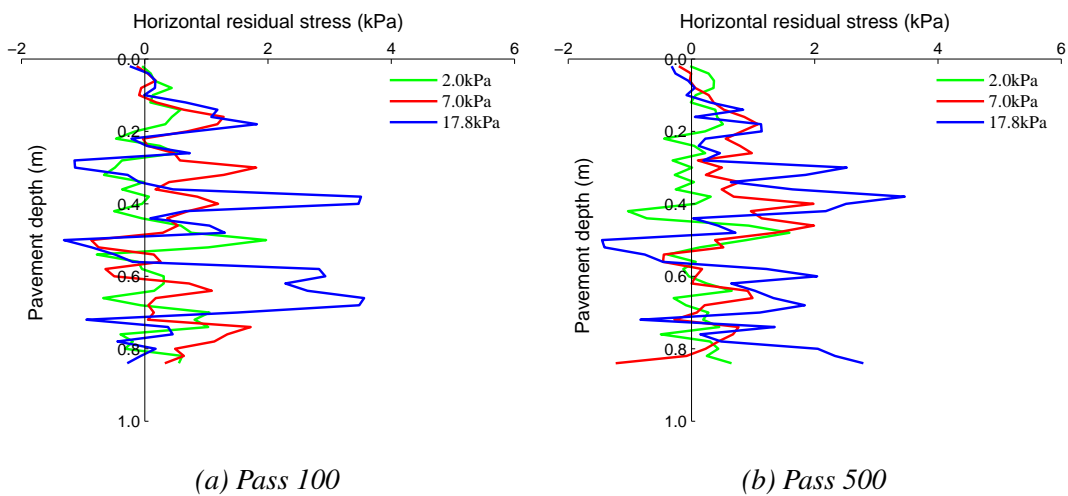 Horizontal residual stress (kPa)
−2 0 2 4 6
0.0
0.2
0.4
0.6
0.8
1.0
Pavement depth (m)
2.0kPa
7.0kPa
17.8kPa
(a) Pass 100
Horizontal residual stress (kPa)
−2 0 2 4 6
0.0
0.2
0.4
0.6
0.8
1.0
Pavement depth (m)
2.0kPa
7.0kPa
17.8kPa
(b) Pass 500